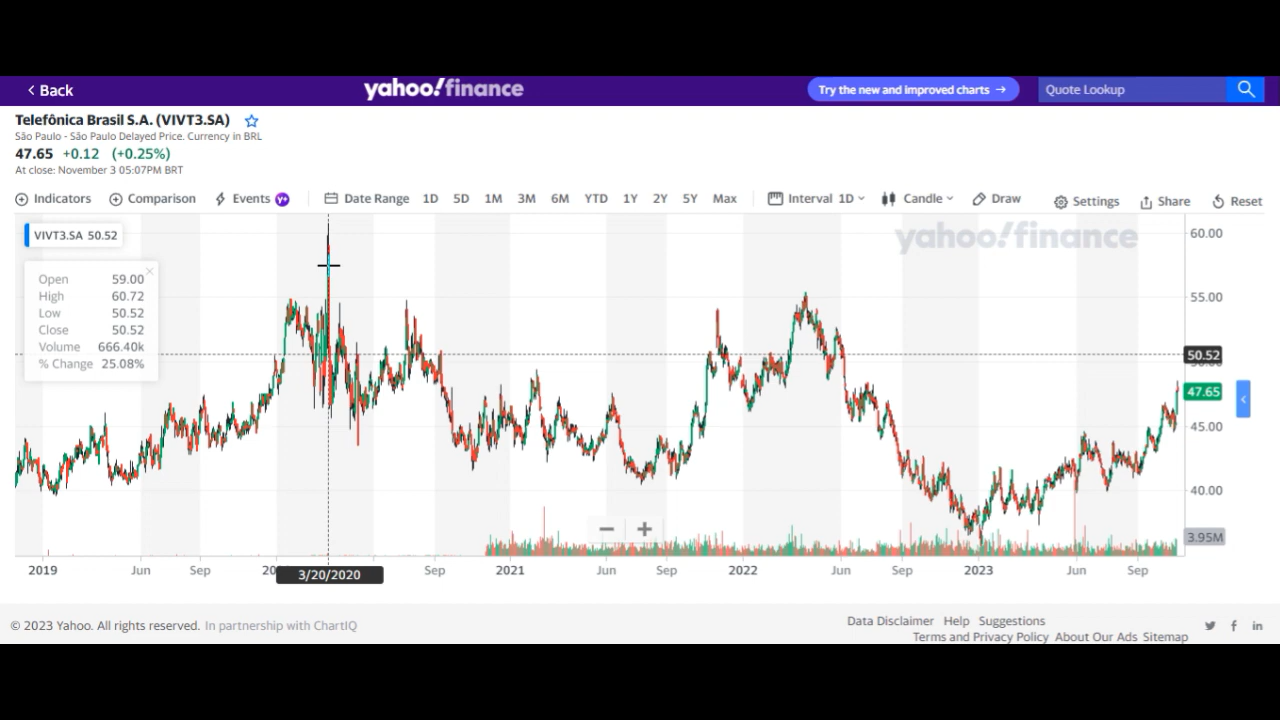 Back
yahoo!finance
Try the new and improved charts →
Quote Lookup
Telefônica Brasil S.A. (VIVT3.SA)
São Paulo - São Paulo Delayed Price. Currency in BRL
47.65 +0.12 (+0.25%)
At close: November 3 05:07PM BRT
Indicators Comparison Events Y+ Date Range 1D 5D 1M 3M 6M YTD 1Y 2Y 5Y Max Interval 1D Candle Draw Settings Share Reset
VIVT3.SA 50.52
yahoo!finance
60.00
Open 59.00
High 60.72
Low 50.52
Close 50.52
Volume 666.40k
% Change 25.08%
55.00
50.52
47.65
45.00
40.00
3.95M
2019 Jun Sep 3/20/2020 Sep 2021 Jun Sep 2022 Jun Sep 2023 Jun Sep
© 2023 Yahoo. All rights reserved. In partnership with ChartIQ
Data Disclaimer Help Suggestions
Terms and Privacy Policy About Our Ads Sitemap